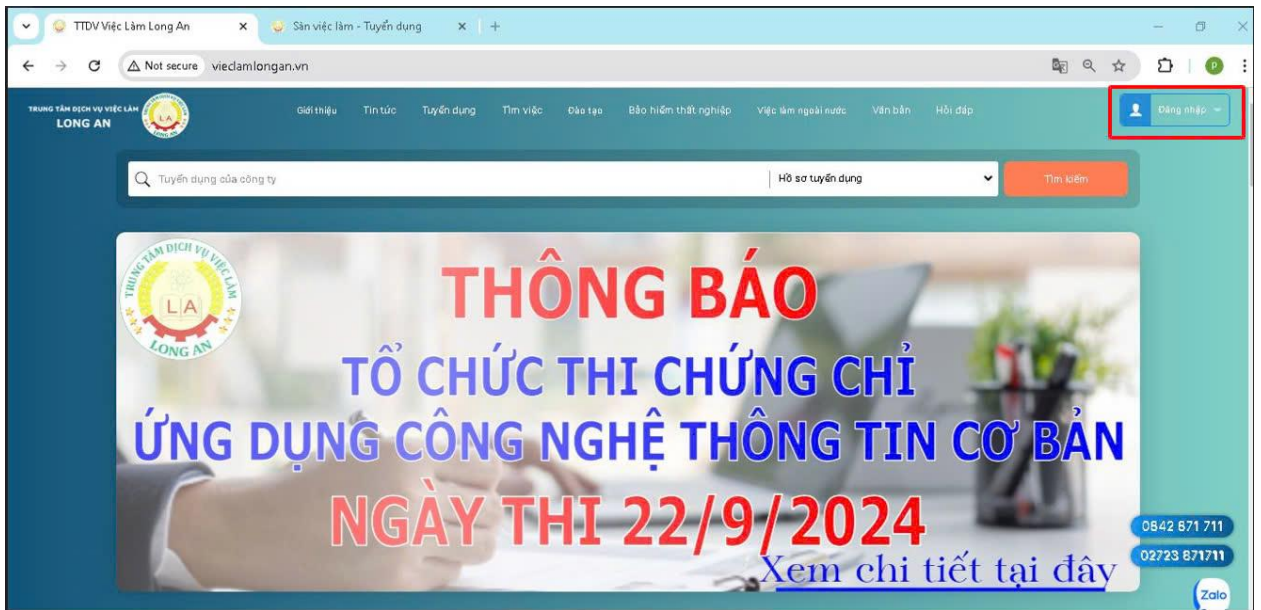 TTDV Việc Làm Long An
Sàn việc làm - Tuyển dụng
Not secure
vieclamlongan.vn
P
TRUNG TÂM DỊCH VỤ VIỆC LÀM
LONG AN
LA
Giới thiệu
Tin tức
Tuyển dụng
Tìm việc
Đào tạo
Bảo hiểm thất nghiệp
Việc làm ngoài nước
Văn bản
Hỏi đáp
Đăng nhập
Tuyển dụng của công ty
Hồ sơ tuyển dụng
Tìm kiếm
TRUNG TÂM DỊCH VỤ VIỆC LÀM
LA
LONG AN
THÔNG BÁO
TỔ CHỨC THI CHỨNG CHỈ
ỨNG DỤNG CÔNG NGHỆ THÔNG TIN CƠ BẢN
NGÀY THI 22/9/2024
Xem chi tiết tại đây
0842 871 711
02723 871711
Zalo